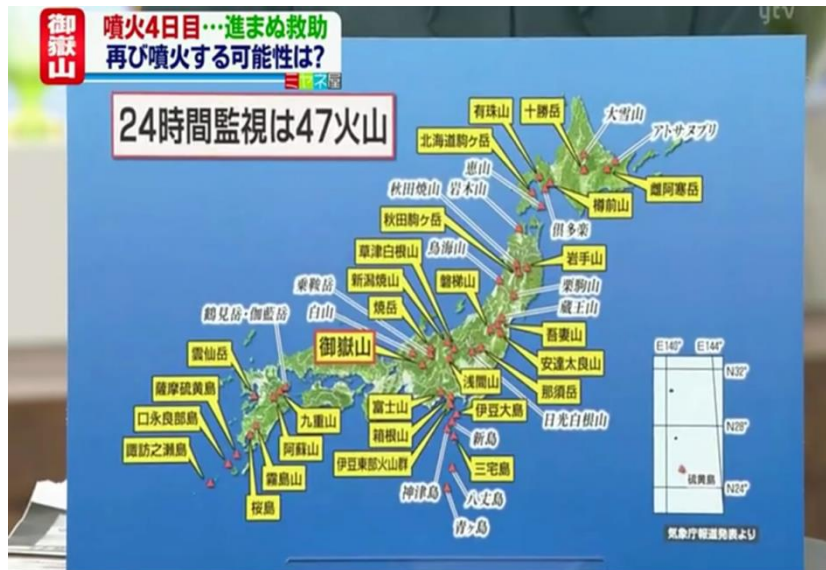 御嶽山
噴火4日目…進まぬ救助
再び噴火する可能性は?
ミヤネ屋
ytv
24時間監視は47火山
有珠山
十勝岳
大雪山
アトサヌプリ
北海道駒ケ岳
恵山
雌阿寒岳
樽前山
倶多楽
秋田焼山
岩木山
秋田駒ケ岳
鳥海山
岩手山
草津白根山
栗駒山
新潟焼山
磐梯山
蔵王山
乗鞍岳
焼岳
吾妻山
鶴見岳・伽藍岳
白山
御嶽山
安達太良山
雲仙岳
浅間山
那須岳
薩摩硫黄島
富士山
伊豆大島
日光白根山
口永良部島
九重山
箱根山
新島
諏訪之瀬島
阿蘇山
伊豆東部火山群
三宅島
霧島山
神津島
八丈島
桜島
青ヶ島
E140°
E144°
N32°
N28°
硫黄島
N24°
気象庁報道発表より